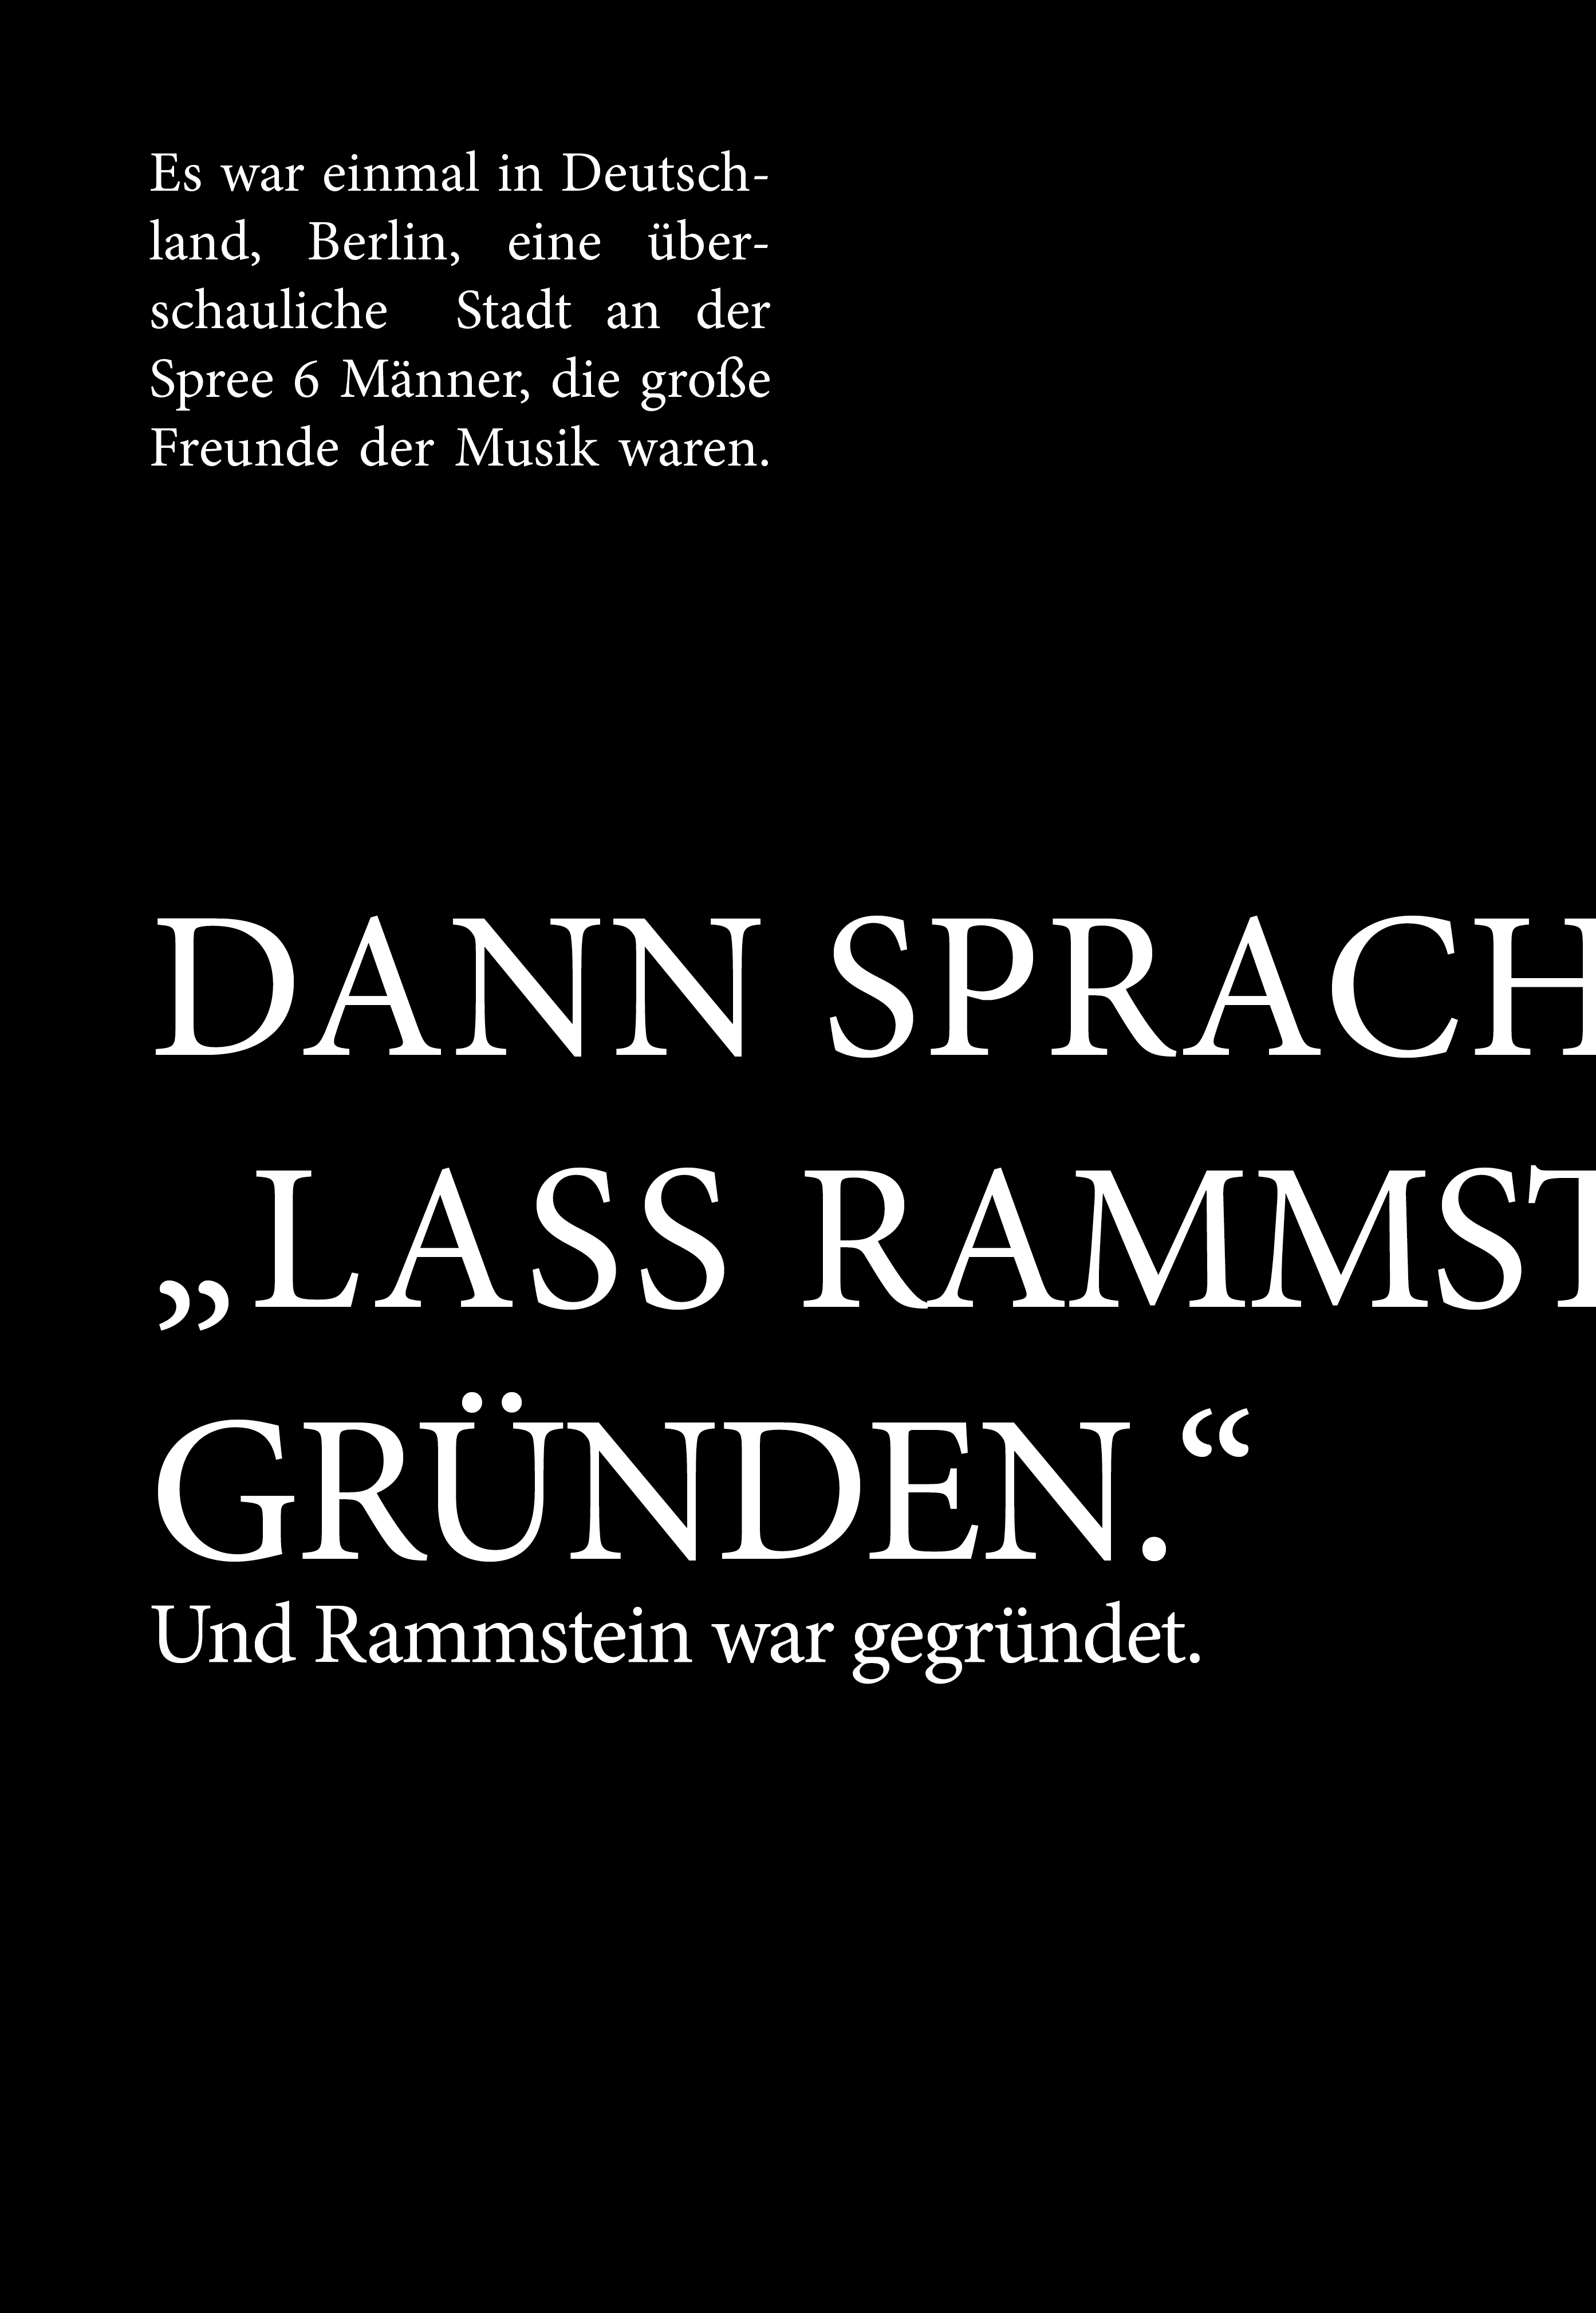 Es war einmal in Deutsch-
land, Berlin, eine über-
schauliche Stadt an der
Spree 6 Männer, die große
Freunde der Musik waren.
DANN SPRACH
„LASS RAMMST
GRÜNDEN.“
Und Rammstein war gegründet.